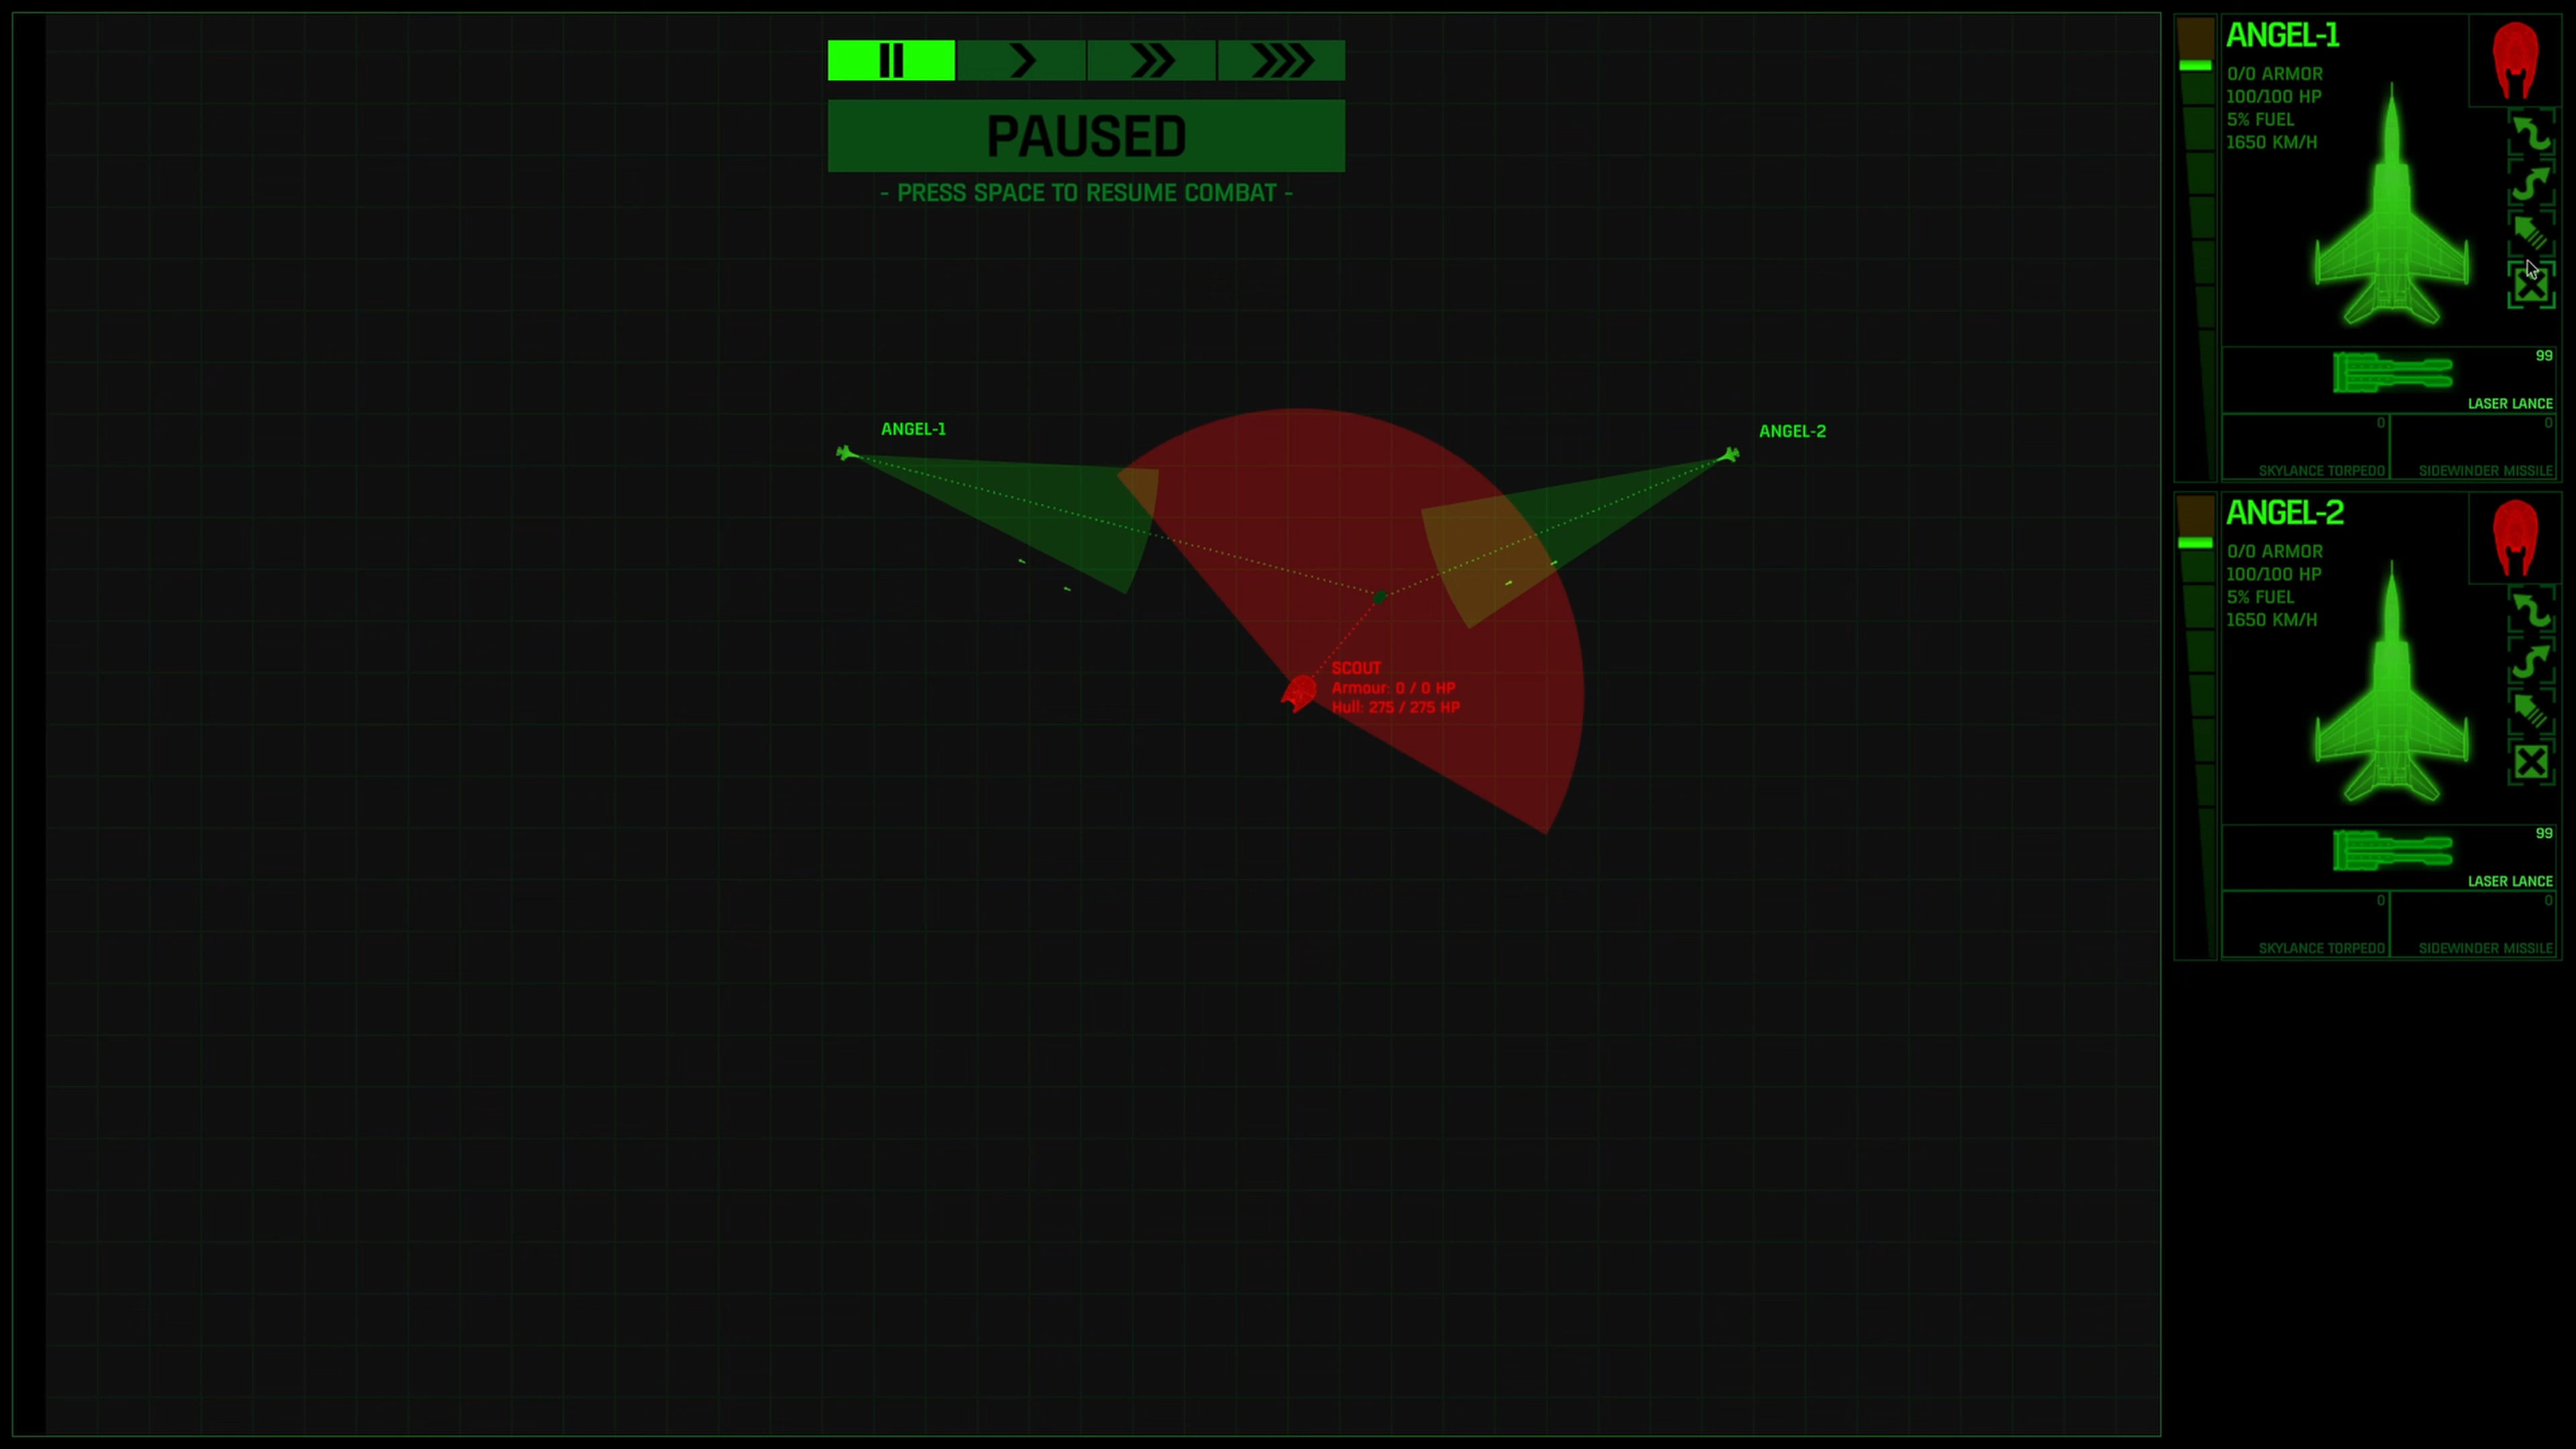 PAUSED
- PRESS SPACE TO RESUME COMBAT -
ANGEL-1
ANGEL-2
SCOUT
Armour: 0 / 0 HP
Hull: 275 / 275 HP
ANGEL-1
0/0 ARMOR
100/100 HP
5% FUEL
1650 KM/H
99
LASER LANCE
0
SKYLANCE TORPEDO
0
SIDEWINDER MISSILE
ANGEL-2
0/0 ARMOR
100/100 HP
5% FUEL
1650 KM/H
99
LASER LANCE
0
SKYLANCE TORPEDO
0
SIDEWINDER MISSILE